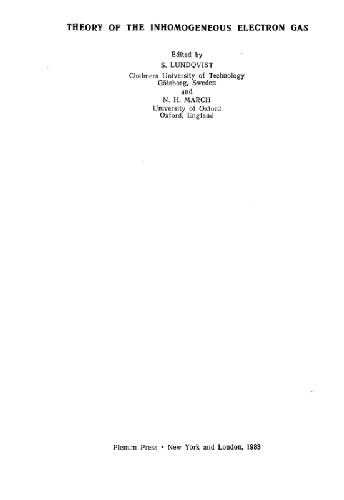 THEORY OF THE INHOMOGENEOUS ELECTRON GAS
Edited by
S. LUNDQVIST
Chalmers University of Technology
Göteborg, Sweden
and
N. H. MARCH
University of Oxford
Oxford, England
Plenum Press · New York and London, 1983